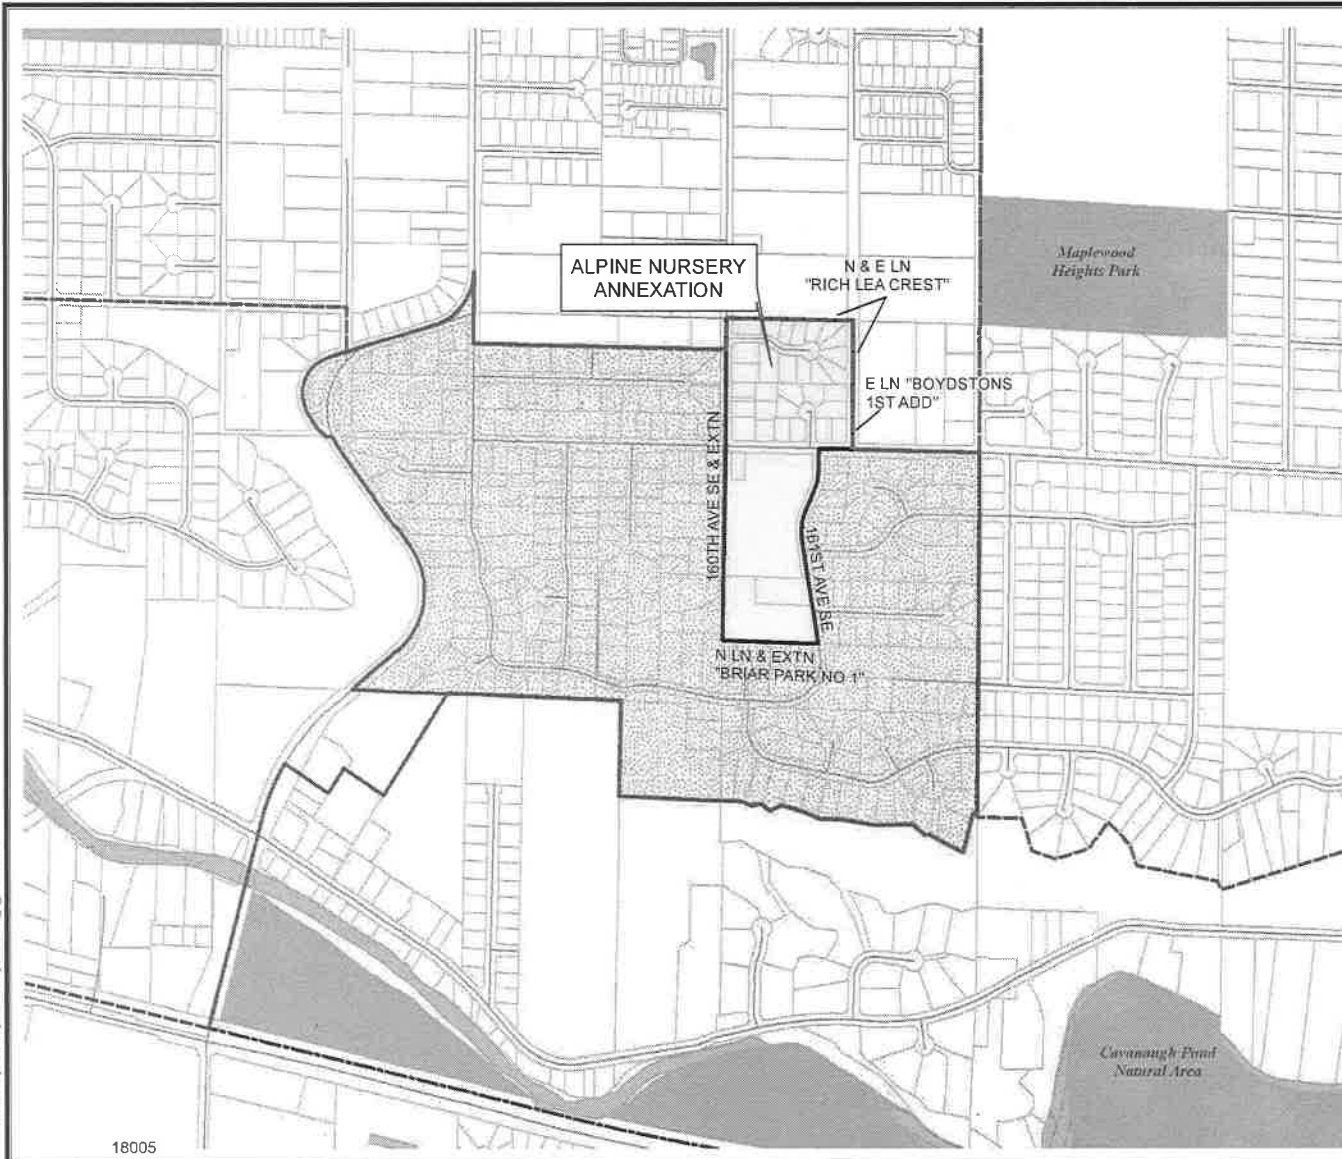 Maplewood
Heights Park
ALPINE NURSERY
ANNEXATION
N & E LN
"RICH LEA CREST"
E LN "BOYDSTONS
1ST ADD"
160TH AVE SE & EXTN
161ST AVE SE
N LN & EXTN
"BRIAR PARK NO 1"
Cavanaugh Pond
Natural Area
18005